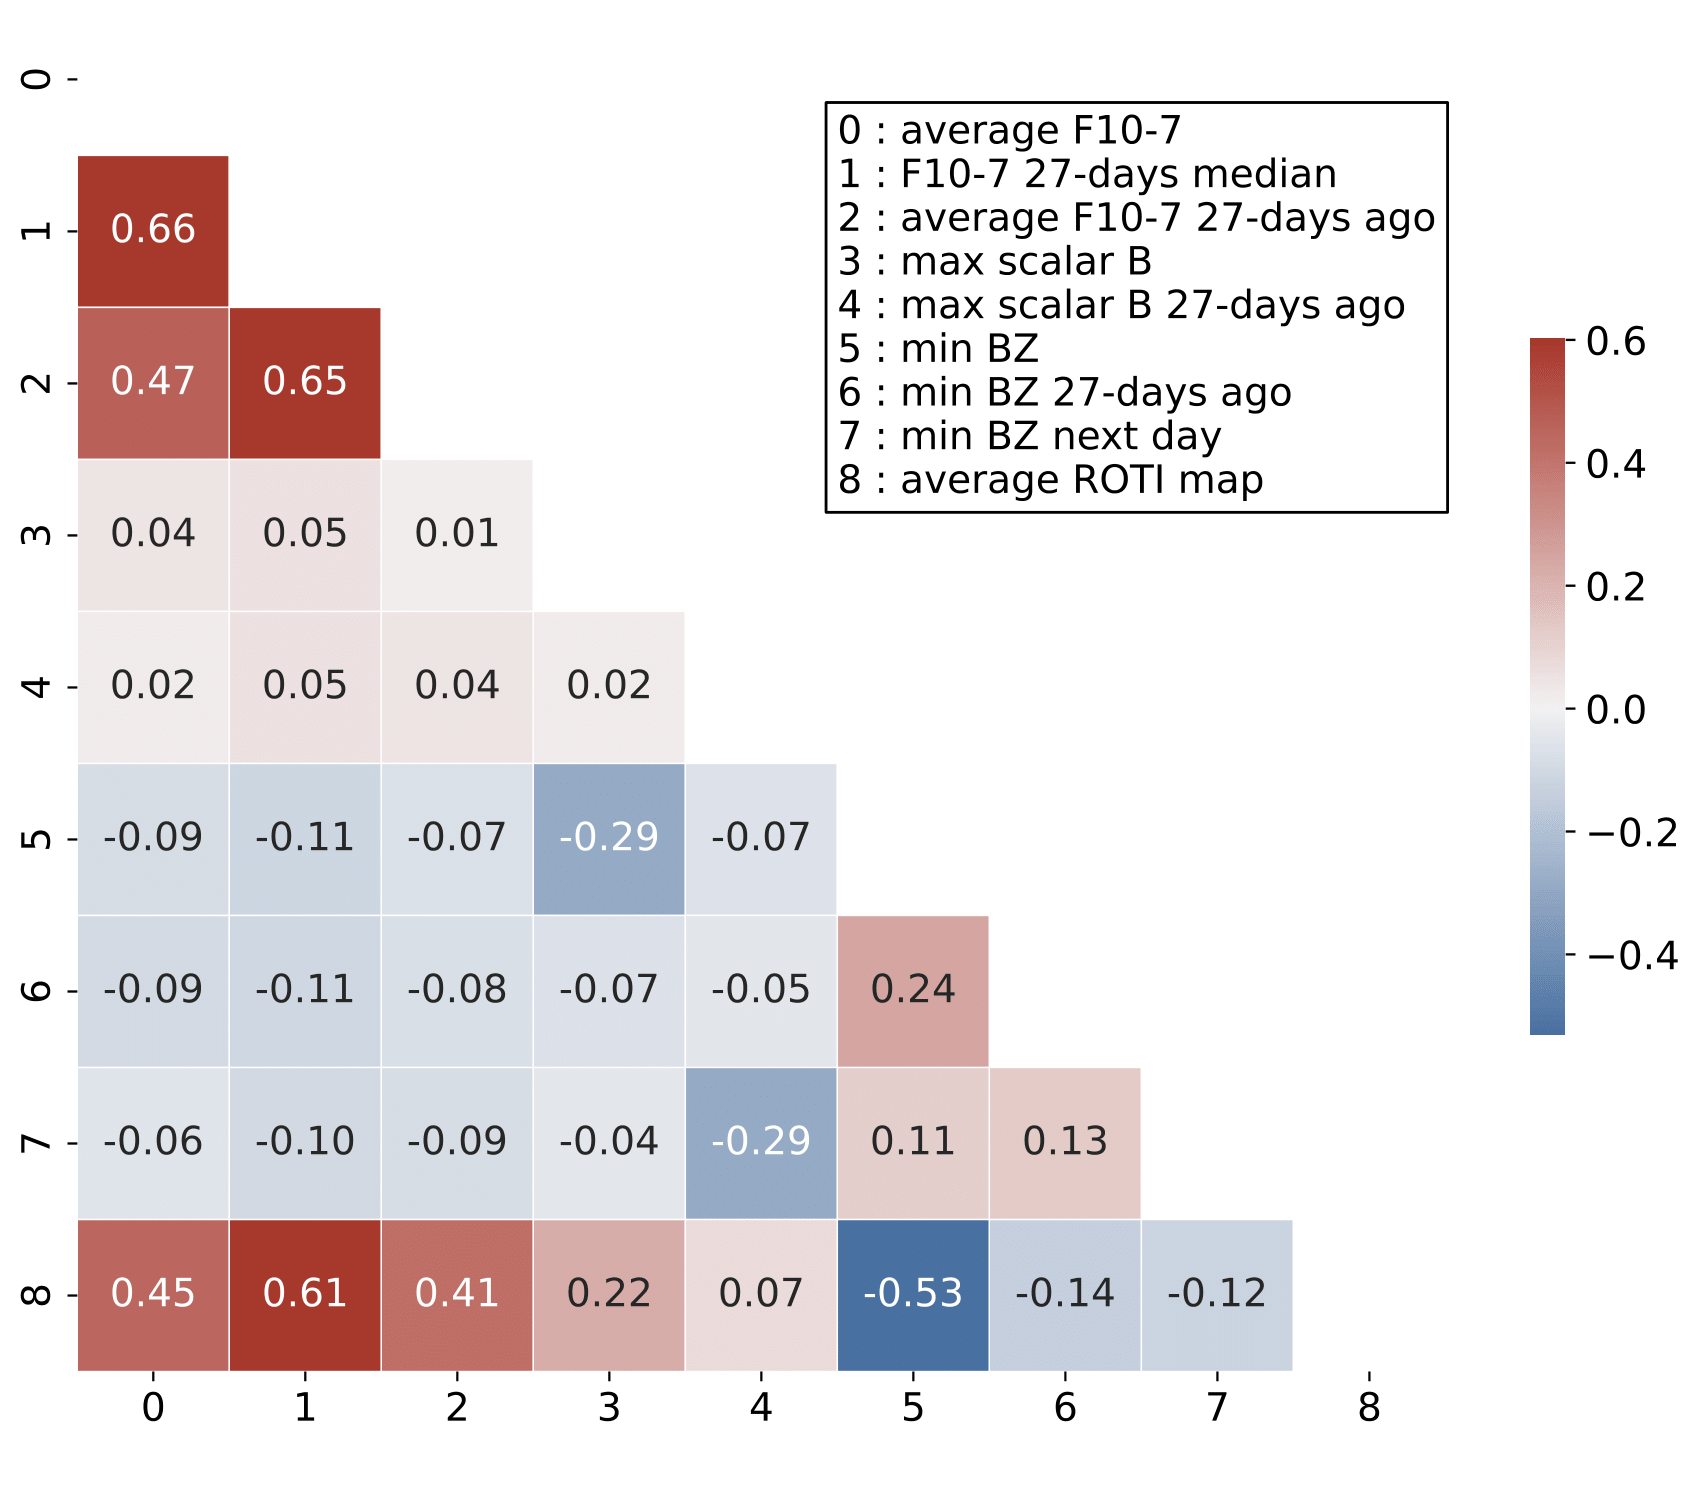 0
0 : average F10-7
1 : F10-7 27-days median
2 : average F10-7 27-days ago
3 : max scalar B
4 : max scalar B 27-days ago
5 : min BZ
6 : min BZ 27-days ago
7 : min BZ next day
8 : average ROTI map
1 0.66
2 0.47 0.65
3 0.04 0.05 0.01
4 0.02 0.05 0.04 0.02
5 -0.09 -0.11 -0.07 -0.29 -0.07
6 -0.09 -0.11 -0.08 -0.07 -0.05 0.24
7 -0.06 -0.10 -0.09 -0.04 -0.29 0.11 0.13
8 0.45 0.61 0.41 0.22 0.07 -0.53 -0.14 -0.12
0 1 2 3 4 5 6 7 8
0.6
0.4
0.2
0.0
−0.2
−0.4